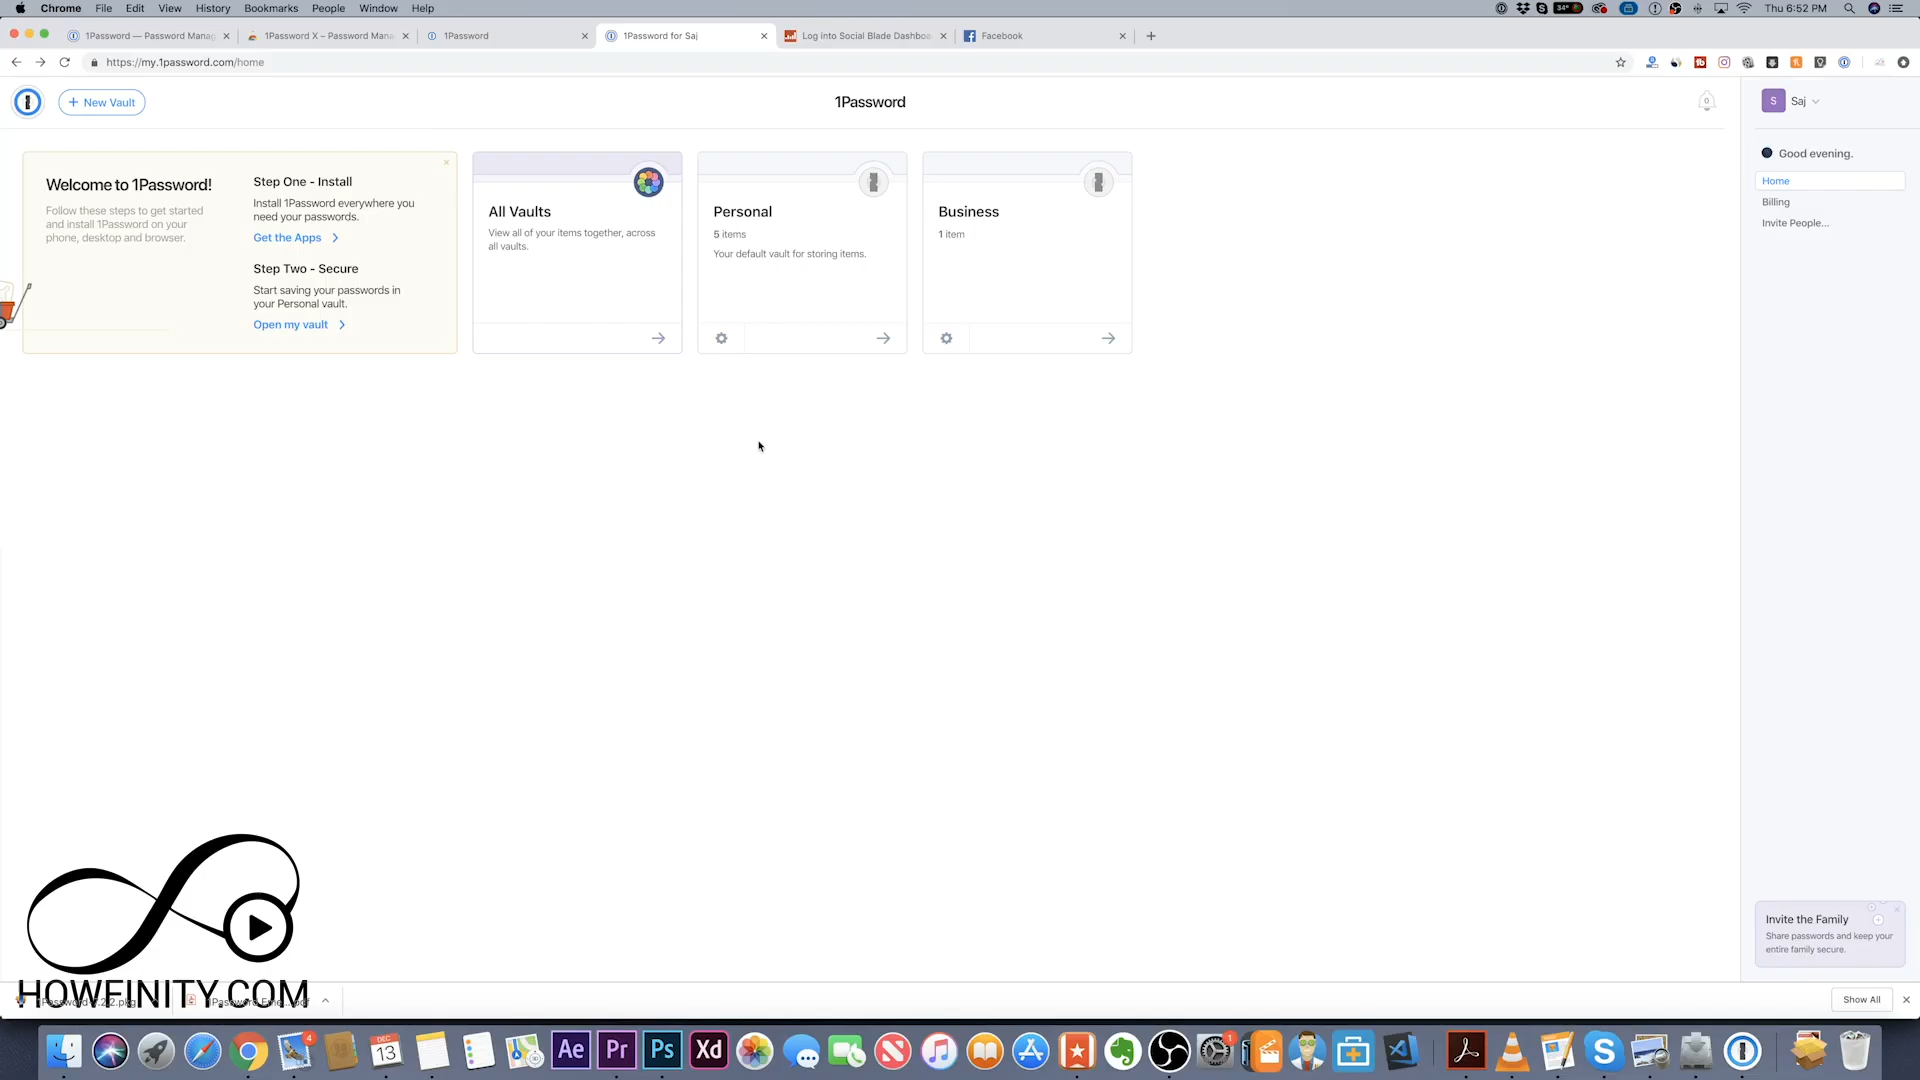 Chrome File Edit View History Bookmarks People Window Help
34°
Thu 6:52 PM
1Password — Password Manag
1Password X – Password Mana
1Password
1Password for Saj
Log into Social Blade Dashboa
Facebook
https://my.1password.com/home
+ New Vault
1Password
0
S
Saj
Welcome to 1Password!
Follow these steps to get started
and install 1Password on your
phone, desktop and browser.
Step One - Install
Install 1Password everywhere you
need your passwords.
Get the Apps
Step Two - Secure
Start saving your passwords in
your Personal vault.
Open my vault
All Vaults
View all of your items together, across
all vaults.
Personal
5 items
Your default vault for storing items.
Business
1 item
Good evening.
Home
Billing
Invite People...
Invite the Family
Share passwords and keep your
entire family secure.
HOWFINITY.COM
Show All
4
DEC
13
Ae
Pr
Ps
Xd
1